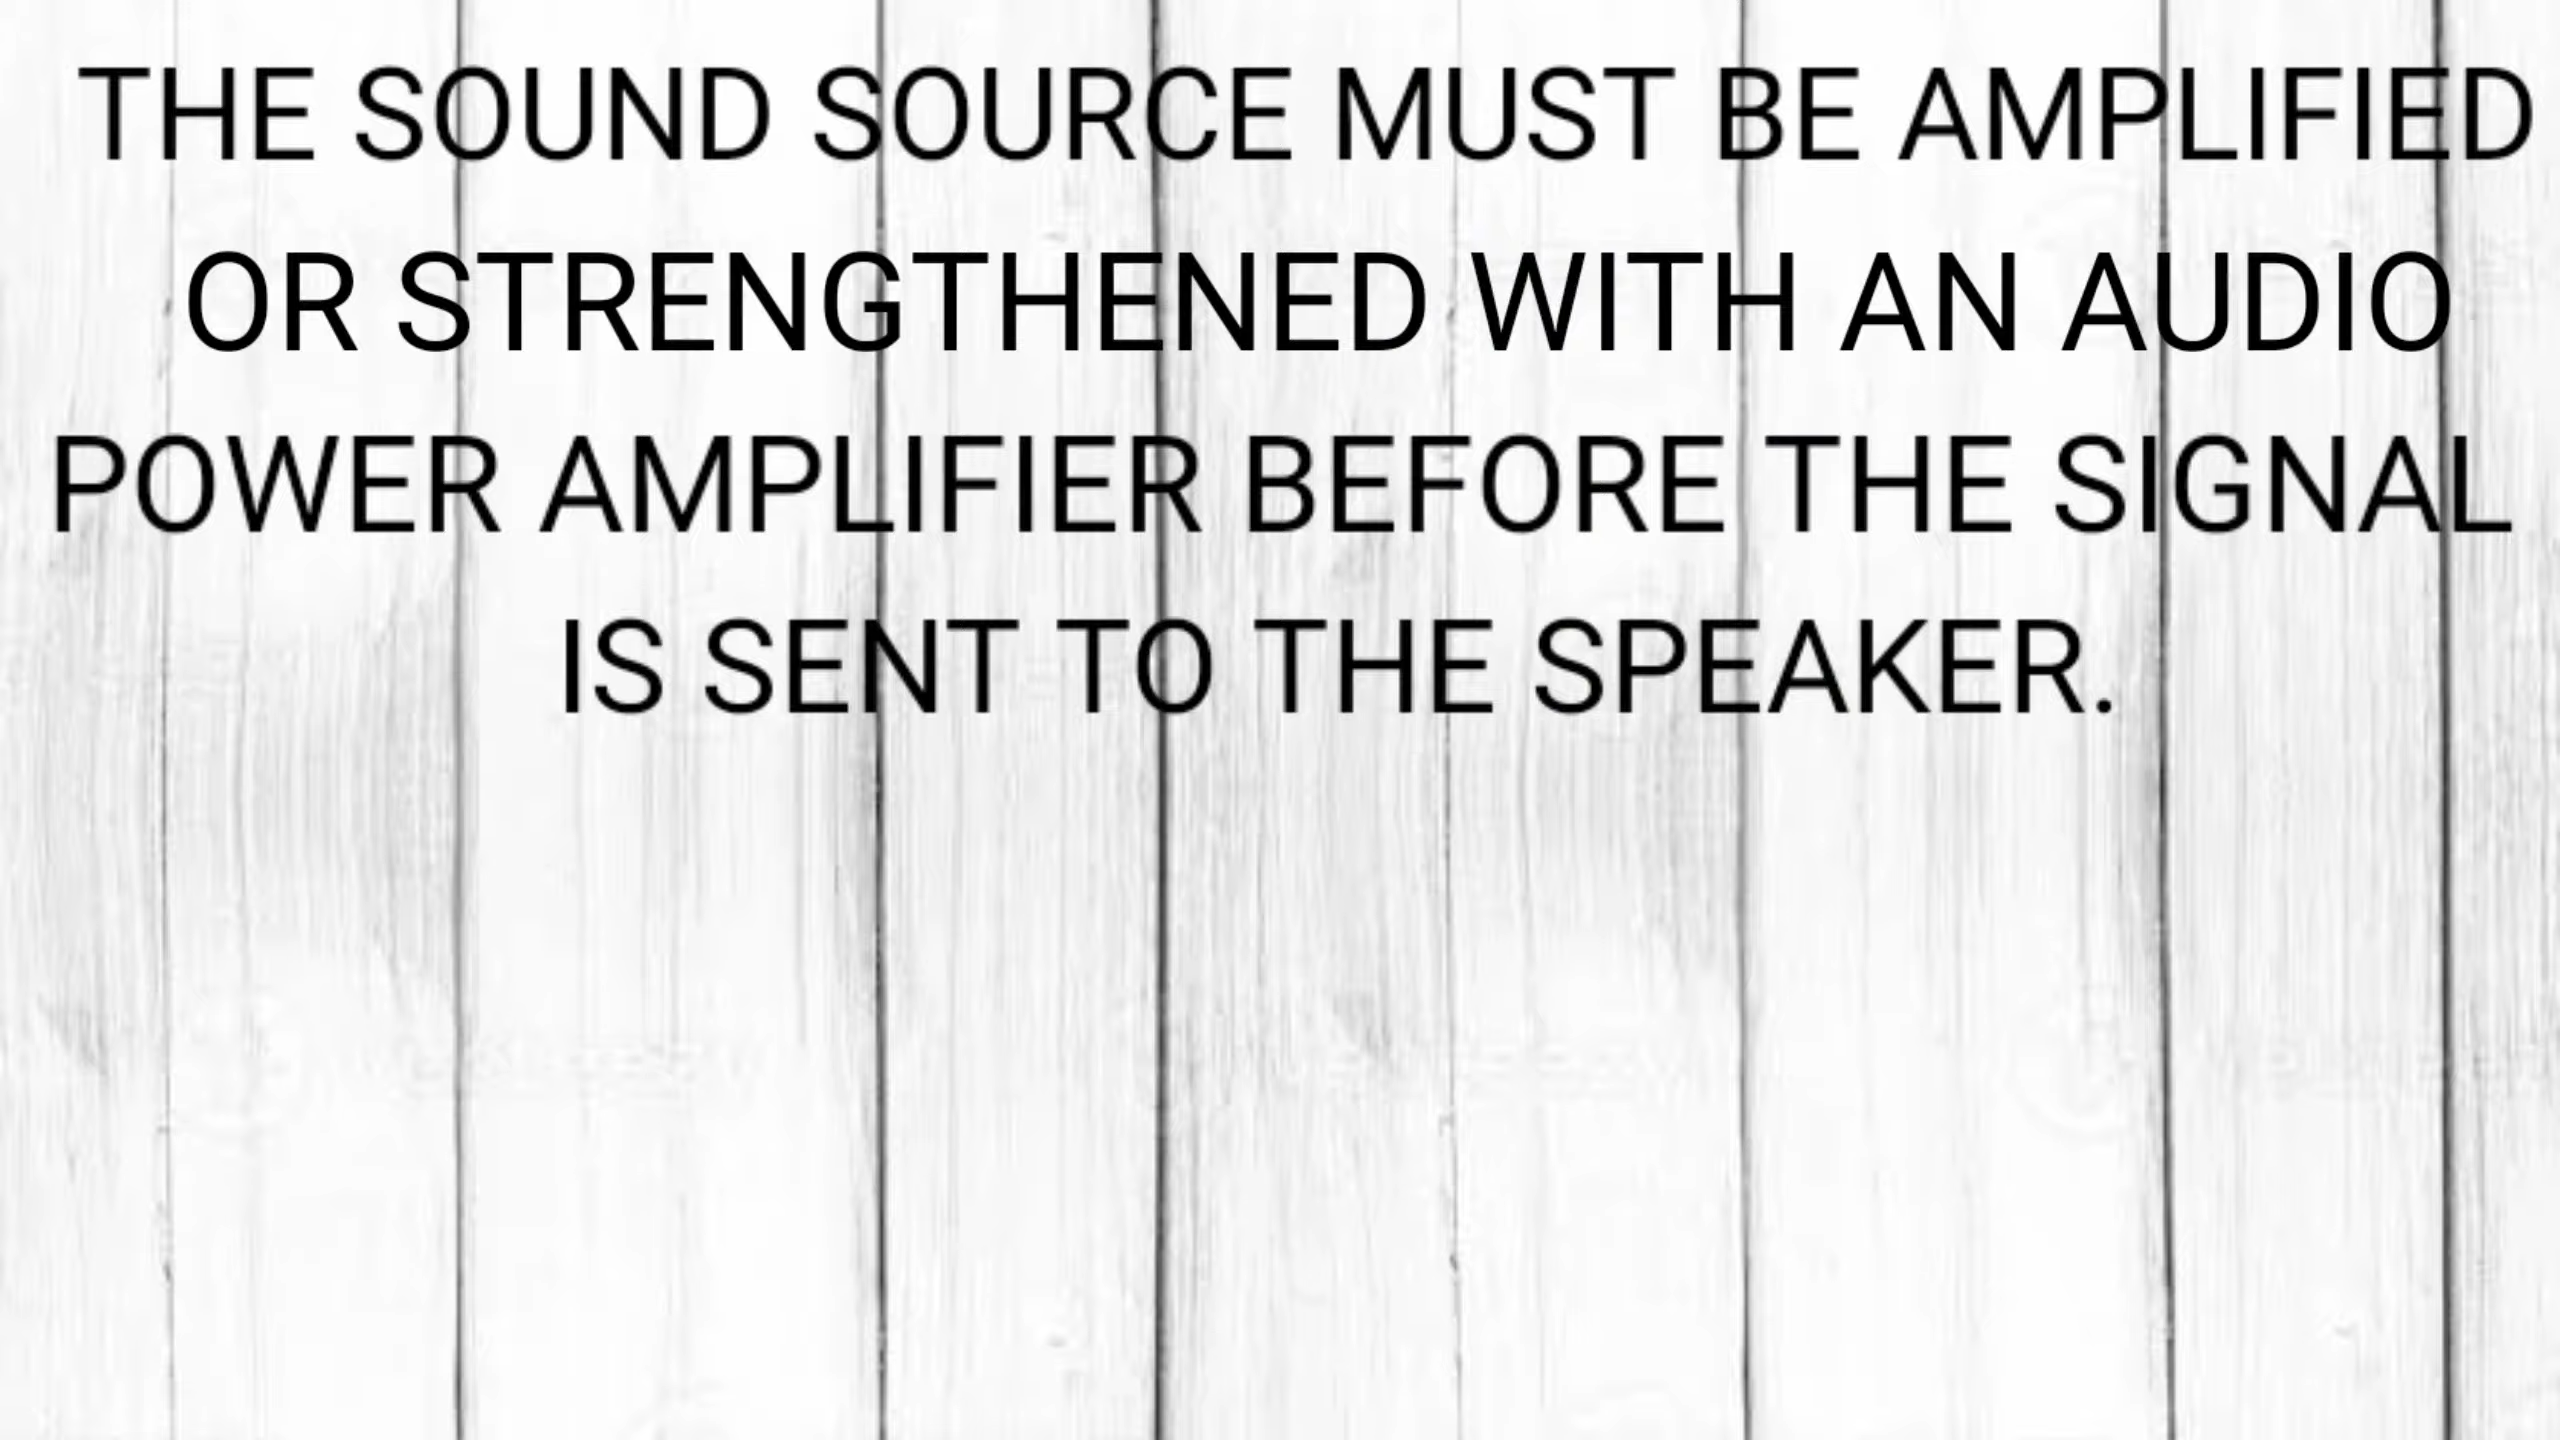 THE SOUND SOURCE MUST BE AMPLIFIED
OR STRENGTHENED WITH AN AUDIO
POWER AMPLIFIER BEFORE THE SIGNAL
IS SENT TO THE SPEAKER.